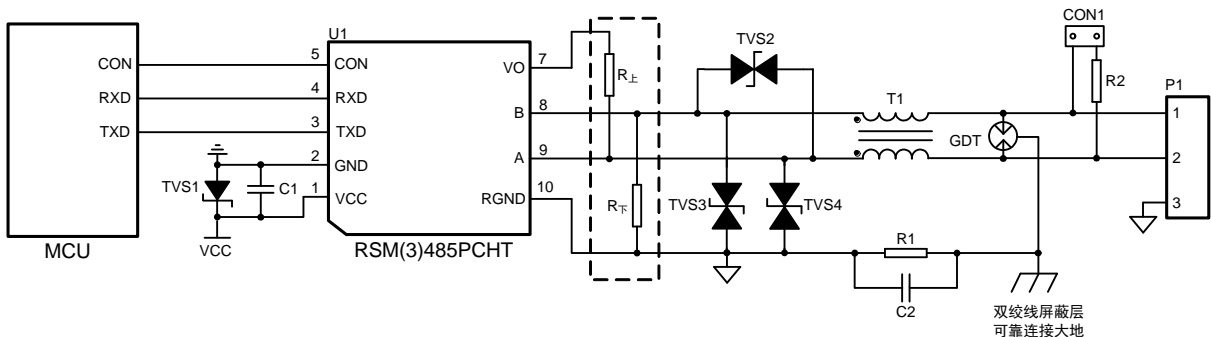 CON1
U1
TVS2
CON
5
CON
VO
7
R上
R2
RXD
4
RXD
T1
P1
TXD
3
TXD
B
8
1
GDT
GND
2
A
9
2
TVS1
C1
VCC
1
RGND
10
R下
TVS3
TVS4
3
MCU
VCC
RSM(3)485PCHT
R1
C2
双绞线屏蔽层
可靠连接大地